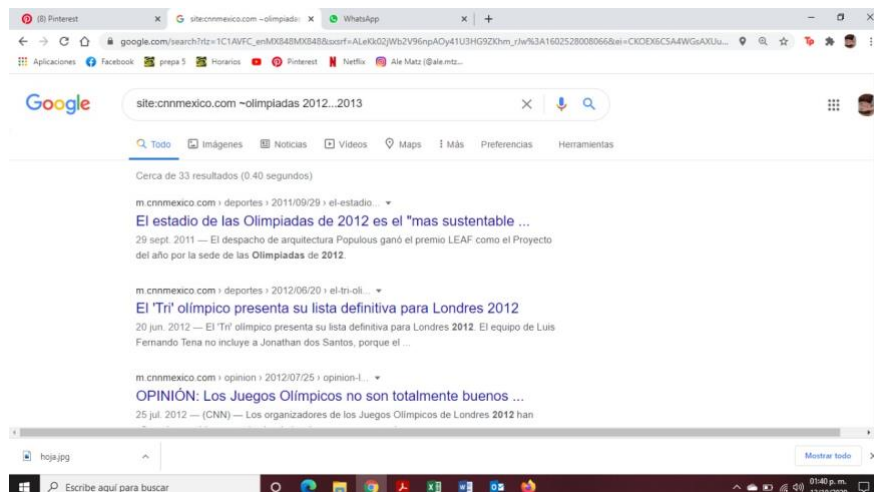 (8) Pinterest
site:cnnmexico.com ~olimpiadas
WhatsApp
google.com/search?rlz=1C1AVFC_enMX848MX848&sxsrf=ALeKk02jWb2V96npAOy41U3HG9ZKhm_rJw%3A1602528008066&ei=CKOEX6C5A4WGsAXUu...
Aplicaciones Facebook prepa 5 Horarios Pinterest Netflix Ale Matz (@ale.mtz...
Google
site:cnnmexico.com ~olimpiadas 2012...2013
Todo Imágenes Noticias Videos Maps Más Preferencias Herramientas
Cerca de 33 resultados (0.40 segundos)
m.cnnmexico.com › deportes › 2011/09/29 › el-estadio...
El estadio de las Olimpiadas de 2012 es el "mas sustentable ...
29 sept. 2011 — El despacho de arquitectura Populous ganó el premio LEAF como el Proyecto
del año por la sede de las Olimpiadas de 2012.
m.cnnmexico.com › deportes › 2012/06/20 › el-tri-oli...
El 'Tri' olímpico presenta su lista definitiva para Londres 2012
20 jun. 2012 — El 'Tri' olímpico presenta su lista definitiva para Londres 2012. El equipo de Luis
Fernando Tena no incluye a Jonathan dos Santos, porque el ...
m.cnnmexico.com › opinion › 2012/07/25 › opinion-l...
OPINIÓN: Los Juegos Olímpicos no son totalmente buenos ...
25 jul. 2012 — (CNN) — Los organizadores de los Juegos Olímpicos de Londres 2012 han
hoja.jpg
Mostrar todo
Escribe aquí para buscar
01:40 p. m.
12/10/2020